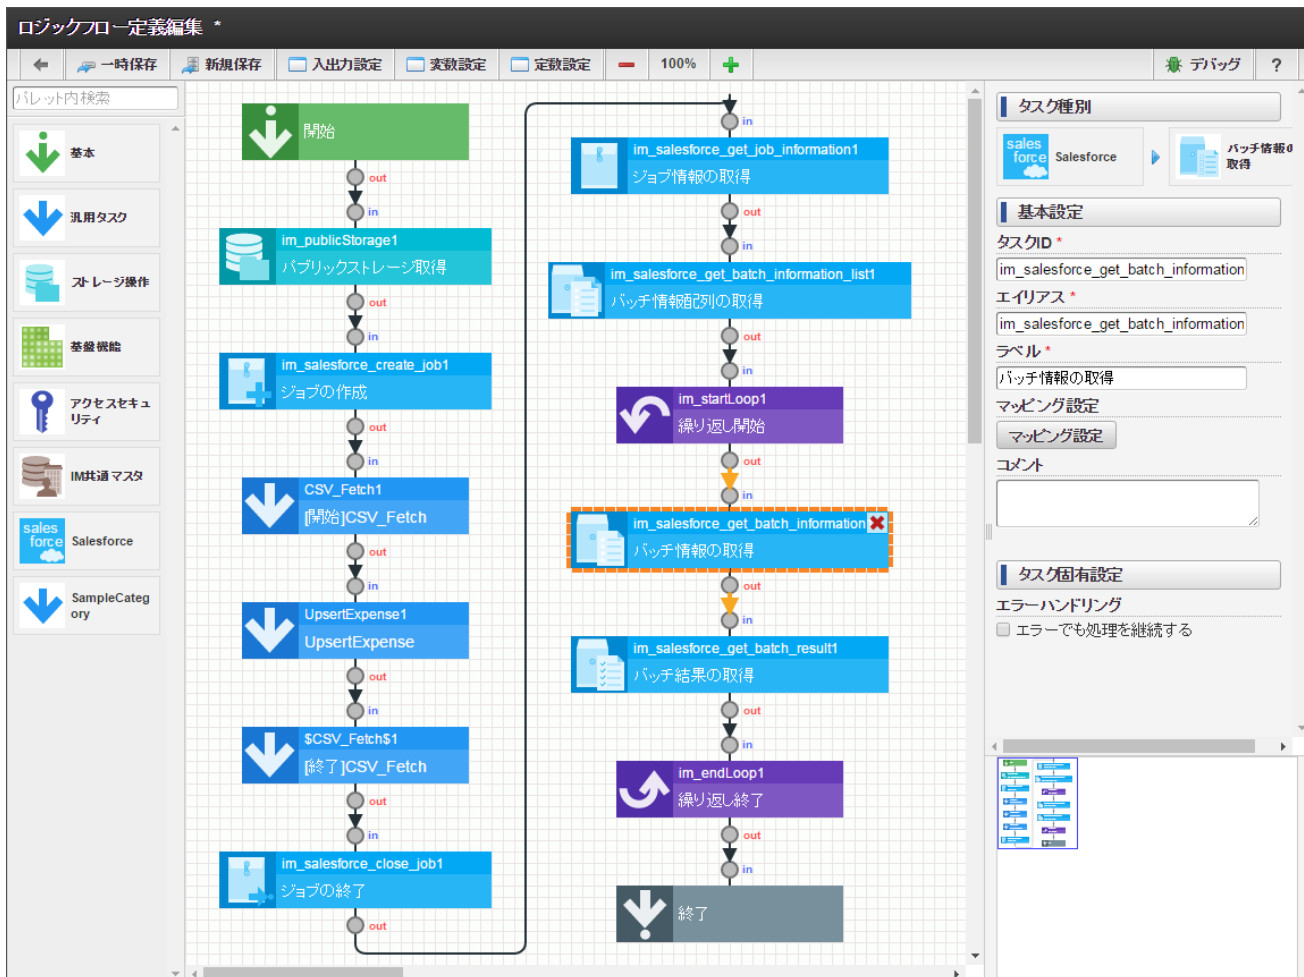 ロジックフロー定義編集 *
一時保存
新規保存
入出力設定
変数設定
定数設定
100%
デバッグ
?
パレット内検索
基本
汎用タスク
ストレージ操作
基盤機能
アクセスセキュ
リティ
IM共通マスタ
sales
force
Salesforce
SampleCateg
ory
開始
out
in
im_publicStorage1
パブリックストレージ取得
out
in
im_salesforce_create_job1
ジョブの作成
out
in
CSV_Fetch1
[開始]CSV_Fetch
out
in
UpsertExpense1
UpsertExpense
out
in
$CSV_Fetch$1
[終了]CSV_Fetch
out
in
im_salesforce_close_job1
ジョブの終了
out
in
im_salesforce_get_job_information1
ジョブ情報の取得
out
in
im_salesforce_get_batch_information_list1
バッチ情報配列の取得
out
in
im_startLoop1
繰り返し開始
out
in
im_salesforce_get_batch_information
バッチ情報の取得
out
in
im_salesforce_get_batch_result1
バッチ結果の取得
out
in
im_endLoop1
繰り返し終了
out
in
終了
タスク種別
sales
force
Salesforce
バッチ情報の
取得
基本設定
タスクID *
im_salesforce_get_batch_information
エイリアス *
im_salesforce_get_batch_information
ラベル *
バッチ情報の取得
マッピング設定
マッピング設定
コメント
タスク固有設定
エラーハンドリング
エラーでも処理を継続する